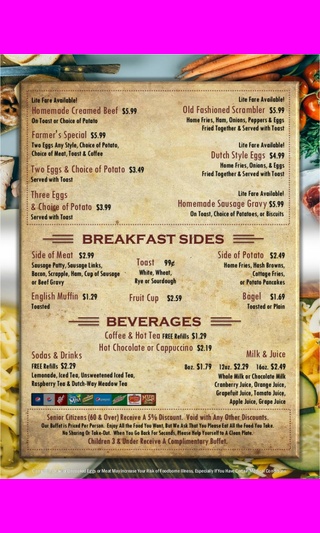 Lite Fare Available!
Homemade Creamed Beef $5.99
On Toast or Choice of Potato
Farmer's Special $5.99
Two Eggs Any Style, Choice of Potato,
Choice of Meat, Toast & Coffee
Two Eggs & Choice of Potato $3.49
Served with Toast
Three Eggs
& Choice of Potato $3.99
Served with Toast
Lite Fare Available!
Old Fashioned Scrambler $5.99
Home Fries, Ham, Onions, Peppers & Eggs
Fried Together & Served with Toast
Lite Fare Available!
Dutch Style Eggs $4.99
Home Fries, Onions, & Eggs
Fried Together & Served with Toast
Lite Fare Available!
Homemade Sausage Gravy $5.99
On Toast, Choice of Potatoes, or Biscuits
BREAKFAST SIDES
Side of Meat $2.99
Sausage Patty, Sausage Links,
Bacon, Scrapple, Ham, Cup of Sausage
or Beef Gravy
Toast 99¢
White, Wheat,
Rye or Sourdough
Side of Potato $2.49
Home Fries, Hash Browns,
Cottage Fries,
or Potato Pancakes
English Muffin $1.29
Toasted
Fruit Cup $2.59
Bagel $1.69
Toasted or Plain
BEVERAGES
Coffee & Hot Tea FREE Refills $1.29
Hot Chocolate or Cappuccino $2.19
Sodas & Drinks
FREE Refills $2.29
Lemonade, Iced Tea, Unsweetened Iced Tea,
Raspberry Tea & Dutch-Way Meadow Tea
Milk & Juice
8oz. $1.79 12oz. $2.29 16oz. $2.49
Whole Milk or Chocolate Milk
Cranberry Juice, Orange Juice,
Grapefruit Juice, Tomato Juice,
Apple Juice, Grape Juice
Senior Citizens (60 & Over) Receive A 5% Discount. Void with Any Other Discounts.
Our Buffet is Priced Per Person. Enjoy All the Food You Want, But We Ask That You Please Eat All the Food You Take.
No Sharing Or Take-Out. When You Go Back For Seconds, Please Help Yourself to A Clean Plate.
Children 3 & Under Receive A Complimentary Buffet.
Eggs or Meat May Increase Your Risk of Foodborne Illness, Especially If You Have